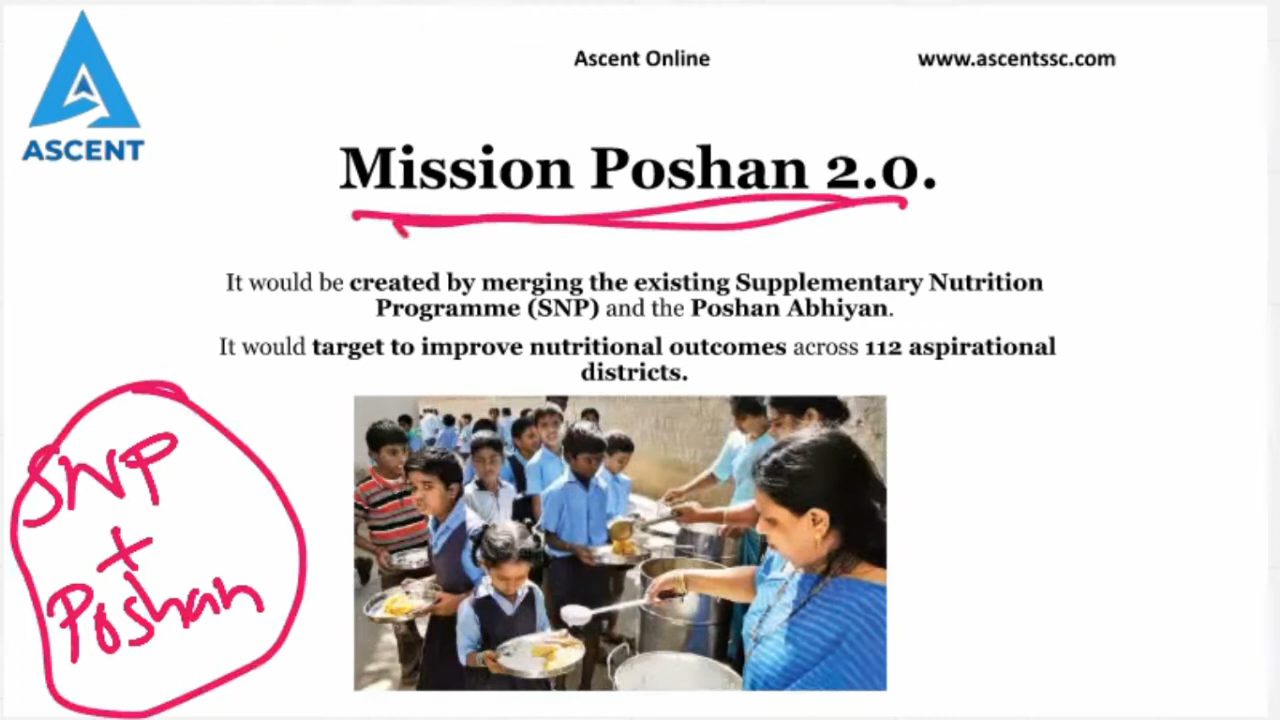 Ascent Online www.ascentssc.com
ASCENT
Mission Poshan 2.0.
It would be created by merging the existing Supplementary Nutrition
Programme (SNP) and the Poshan Abhiyan.
It would target to improve nutritional outcomes across 112 aspirational
districts.
SNP
+
Poshan